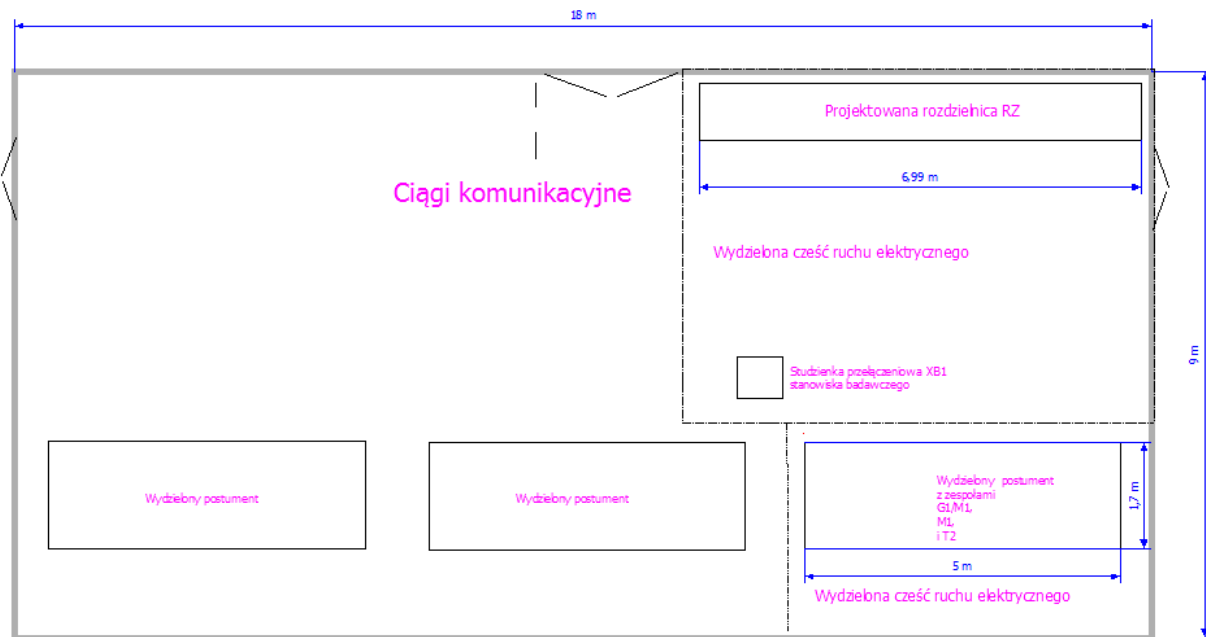 18 m
Projektowana rozdzielnica RZ
6,99 m
Ciągi komunikacyjne
Wydzielona cześć ruchu elektrycznego
9 m
Studzienka przełączeniowa XB1
stanowiska badawczego
Wydzielony postument
Wydzielony postument
Wydzielony postument
z zespołami
G1/M1,
M1,
i T2
1,7 m
5 m
Wydzielona cześć ruchu elektrycznego